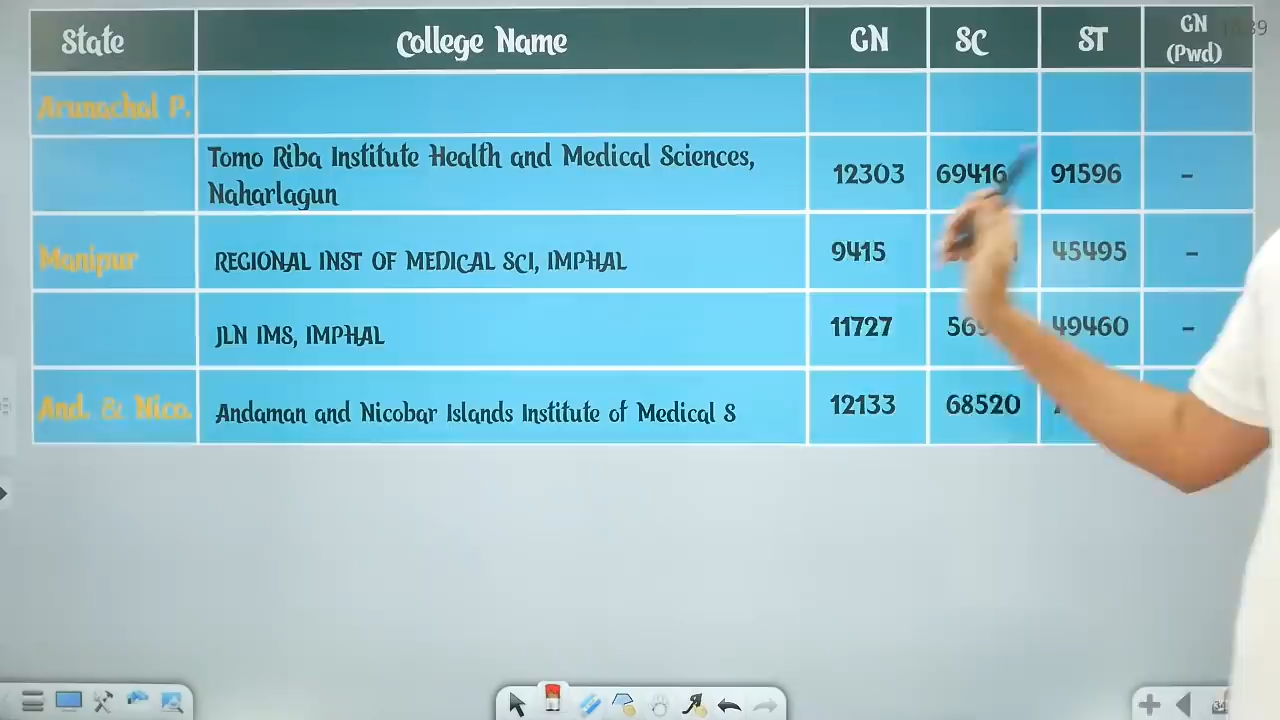 State College Name GN SC ST GN (Pwd)
Arunachal P.
Tomo Riba Institute Health and Medical Sciences,
Naharlagun 12303 69416 91596 -
Manipur REGIONAL INST OF MEDICAL SCI, IMPHAL 9415 45495 -
JLN IMS, IMPHAL 11727 49460 -
And. & Nico. Andaman and Nicobar Islands Institute of Medical S 12133 68520